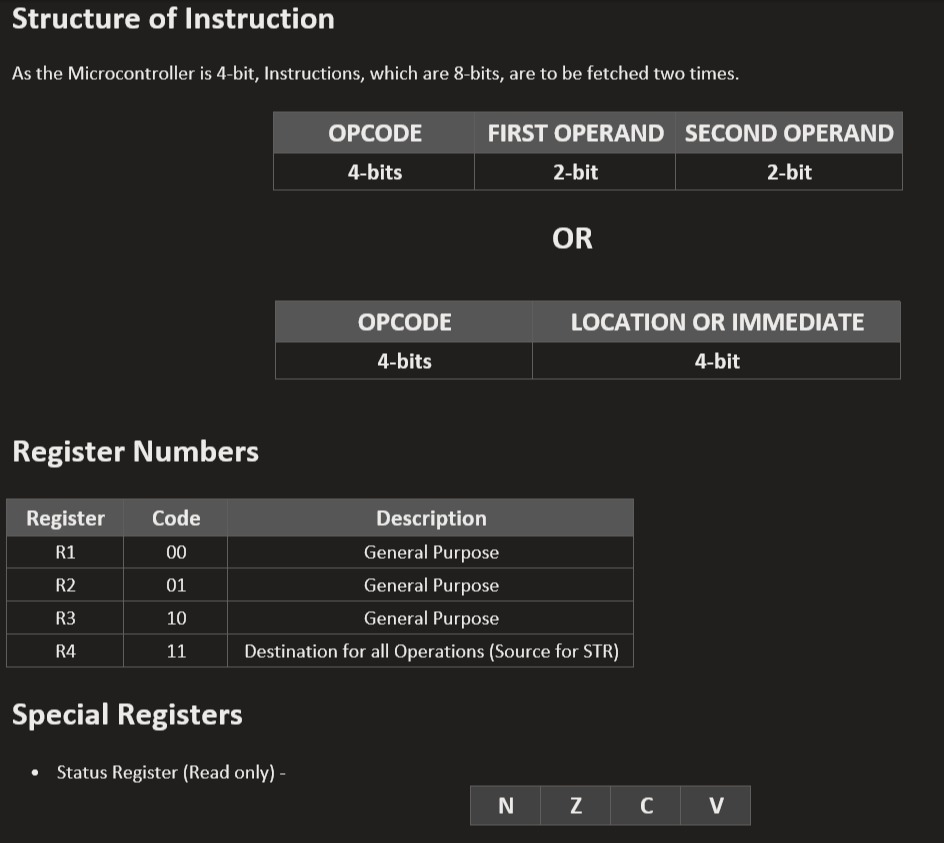 Structure of Instruction
As the Microcontroller is 4-bit, Instructions, which are 8-bits, are to be fetched two times.
OPCODE FIRST OPERAND SECOND OPERAND
4-bits 2-bit 2-bit
OR
OPCODE LOCATION OR IMMEDIATE
4-bits 4-bit
Register Numbers
Register Code Description
R1 00 General Purpose
R2 01 General Purpose
R3 10 General Purpose
R4 11 Destination for all Operations (Source for STR)
Special Registers
• Status Register (Read only) -
N Z C V